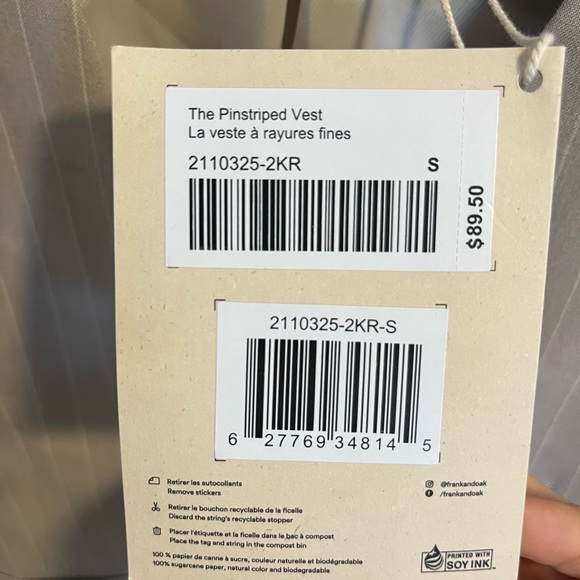 The Pinstriped Vest
La veste à rayures fines
2110325-2KR S
$89.50
2110325-2KR-S
6 27769 34814 5
Retirer les autocollants
Remove stickers
@frankandoak
/frankandoak
Retirer le bouchon recyclable de la ficelle
Discard the string's recyclable stopper
Placer l'étiquette et la ficelle dans le bac à compost
Place the tag and string in the compost bin
100 % papier de canne à sucre, couleur naturelle et biodégradable
100% sugarcane paper, natural color and biodegradable
PRINTED WITH
SOY INK